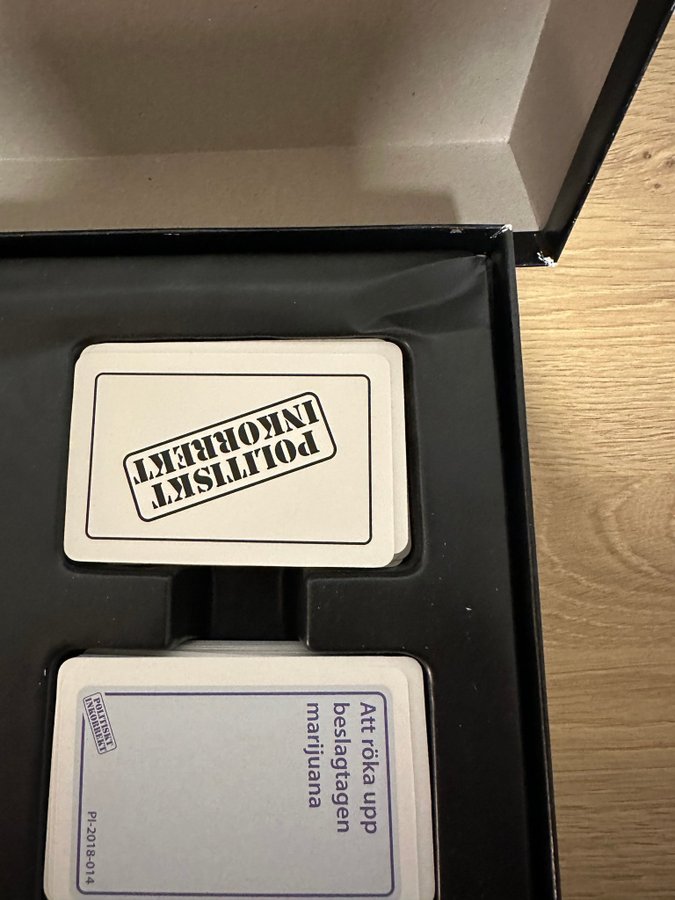 POLITISKT
INKORREKT
Att röka upp
beslagtagen
marijuana
POLITISKT
INKORREKT
PI-2018-014